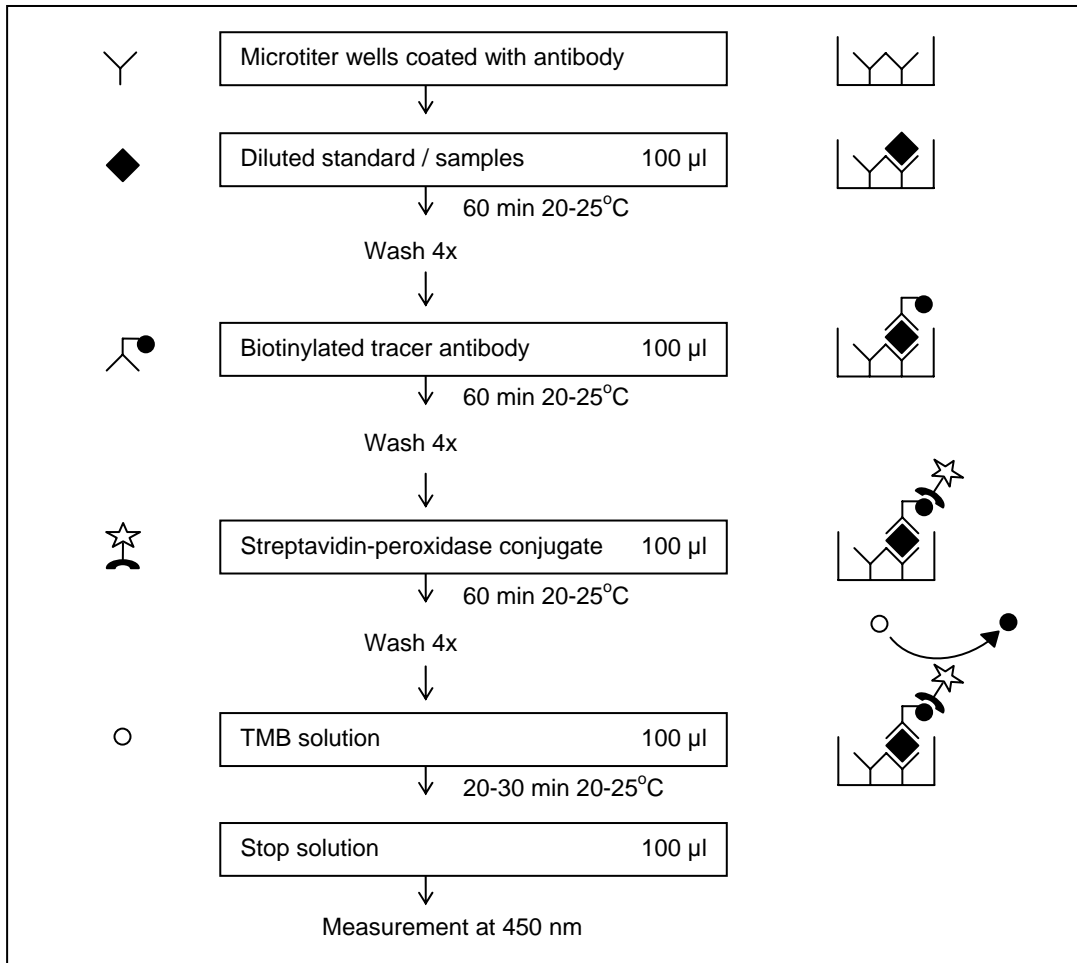 Microtiter wells coated with antibody
Diluted standard / samples 100 µl
60 min 20-25°C
Wash 4x
Biotinylated tracer antibody 100 µl
60 min 20-25°C
Wash 4x
Streptavidin-peroxidase conjugate 100 µl
60 min 20-25°C
Wash 4x
TMB solution 100 µl
20-30 min 20-25°C
Stop solution 100 µl
Measurement at 450 nm